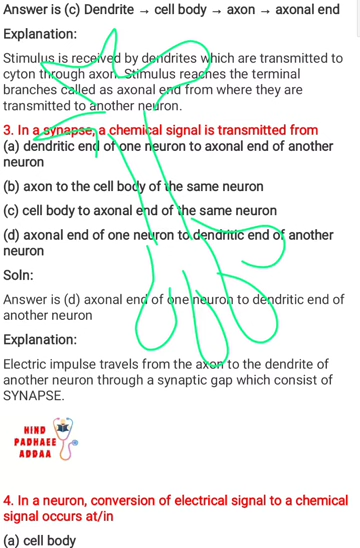 Answer is (c) Dendrite → cell body → axon → axonal end
Explanation:
Stimulus is received by dendrites which are transmitted to
cyton through axon. Stimulus reaches the terminal
branches called as axonal end from where they are
transmitted to another neuron.
3. In a synapse, a chemical signal is transmitted from
(a) dendritic end of one neuron to axonal end of another
neuron
(b) axon to the cell body of the same neuron
(c) cell body to axonal end of the same neuron
(d) axonal end of one neuron to dendritic end of another
neuron
Soln:
Answer is (d) axonal end of one neuron to dendritic end of
another neuron
Explanation:
Electric impulse travels from the axon to the dendrite of
another neuron through a synaptic gap which consist of
SYNAPSE.
HIND
PADHAEE
ADDAA
4. In a neuron, conversion of electrical signal to a chemical
signal occurs at/in
(a) cell body